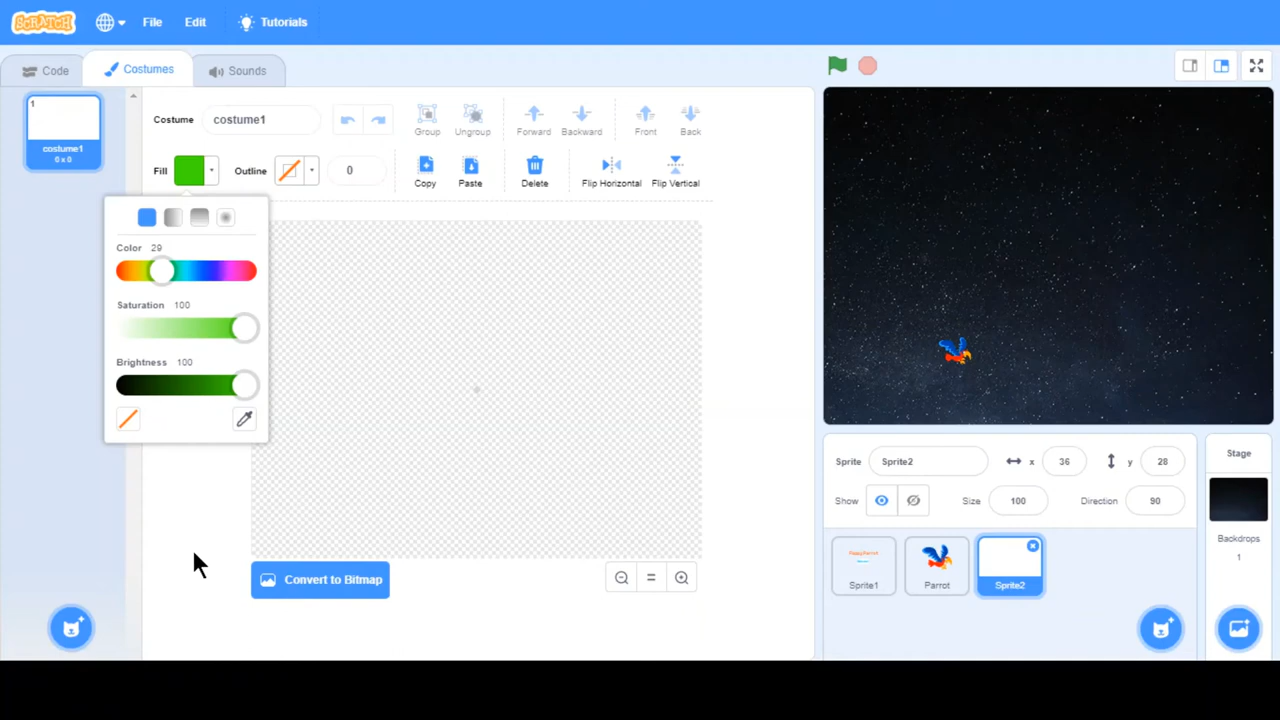 SCRATCH File Edit Tutorials
Code Costumes Sounds
1
costume1
0 x 0
Costume costume1
Group Ungroup Forward Backward Front Back
Fill Outline 0
Copy Paste Delete Flip Horizontal Flip Vertical
Color 29
Saturation 100
Brightness 100
Convert to Bitmap
Sprite Sprite2 x 36 y 28
Show Size 100 Direction 90
Sprite1 Parrot Sprite2
Stage
Backdrops
1